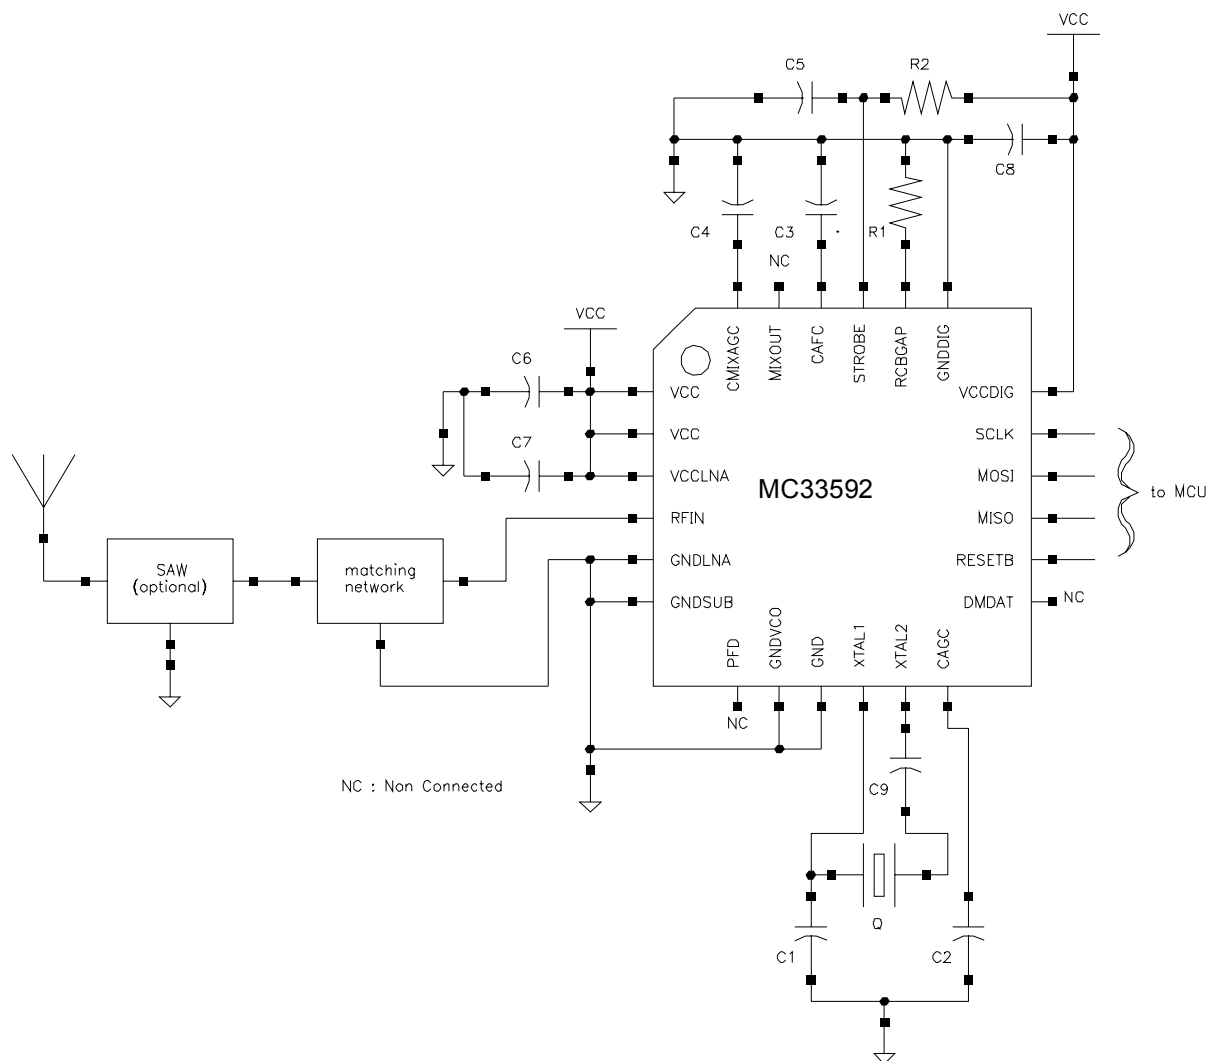 VCC
C5
R2
C8
C4
C3
R1
NC
VCC
C6
C7
CMIXAGC
MIXOUT
CAFC
STROBE
RCBGAP
GNDDIG
VCC
VCC
VCCLNA
RFIN
GNDLNA
GNDSUB
VCCDIG
SCLK
MOSI
MISO
RESETB
DMDAT
NC
MC33592
to MCU
SAW
(optional)
matching
network
PFD
GNDVCO
GND
XTAL1
XTAL2
CAGC
NC
NC : Non Connected
C9
Q
C1
C2